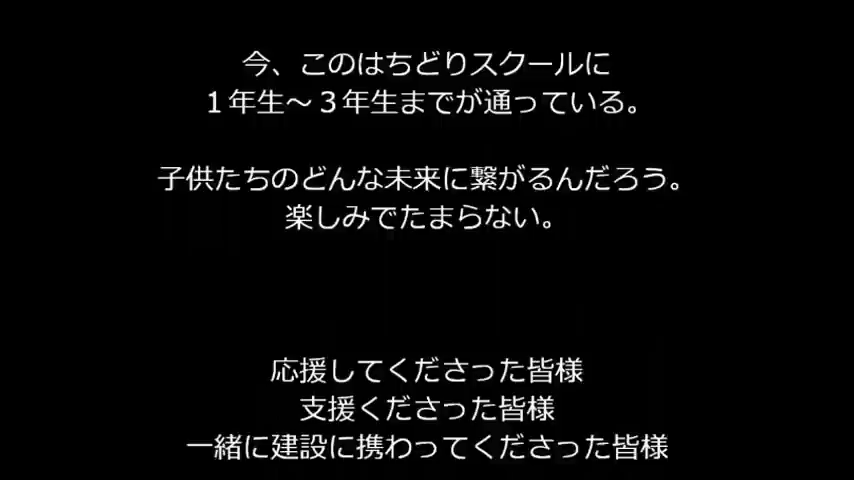 今、このはちどりスクールに
１年生～３年生までが通っている。
子供たちのどんな未来に繋がるんだろう。
楽しみでたまらない。
応援してくださった皆様
支援くださった皆様
一緒に建設に携わってくださった皆様